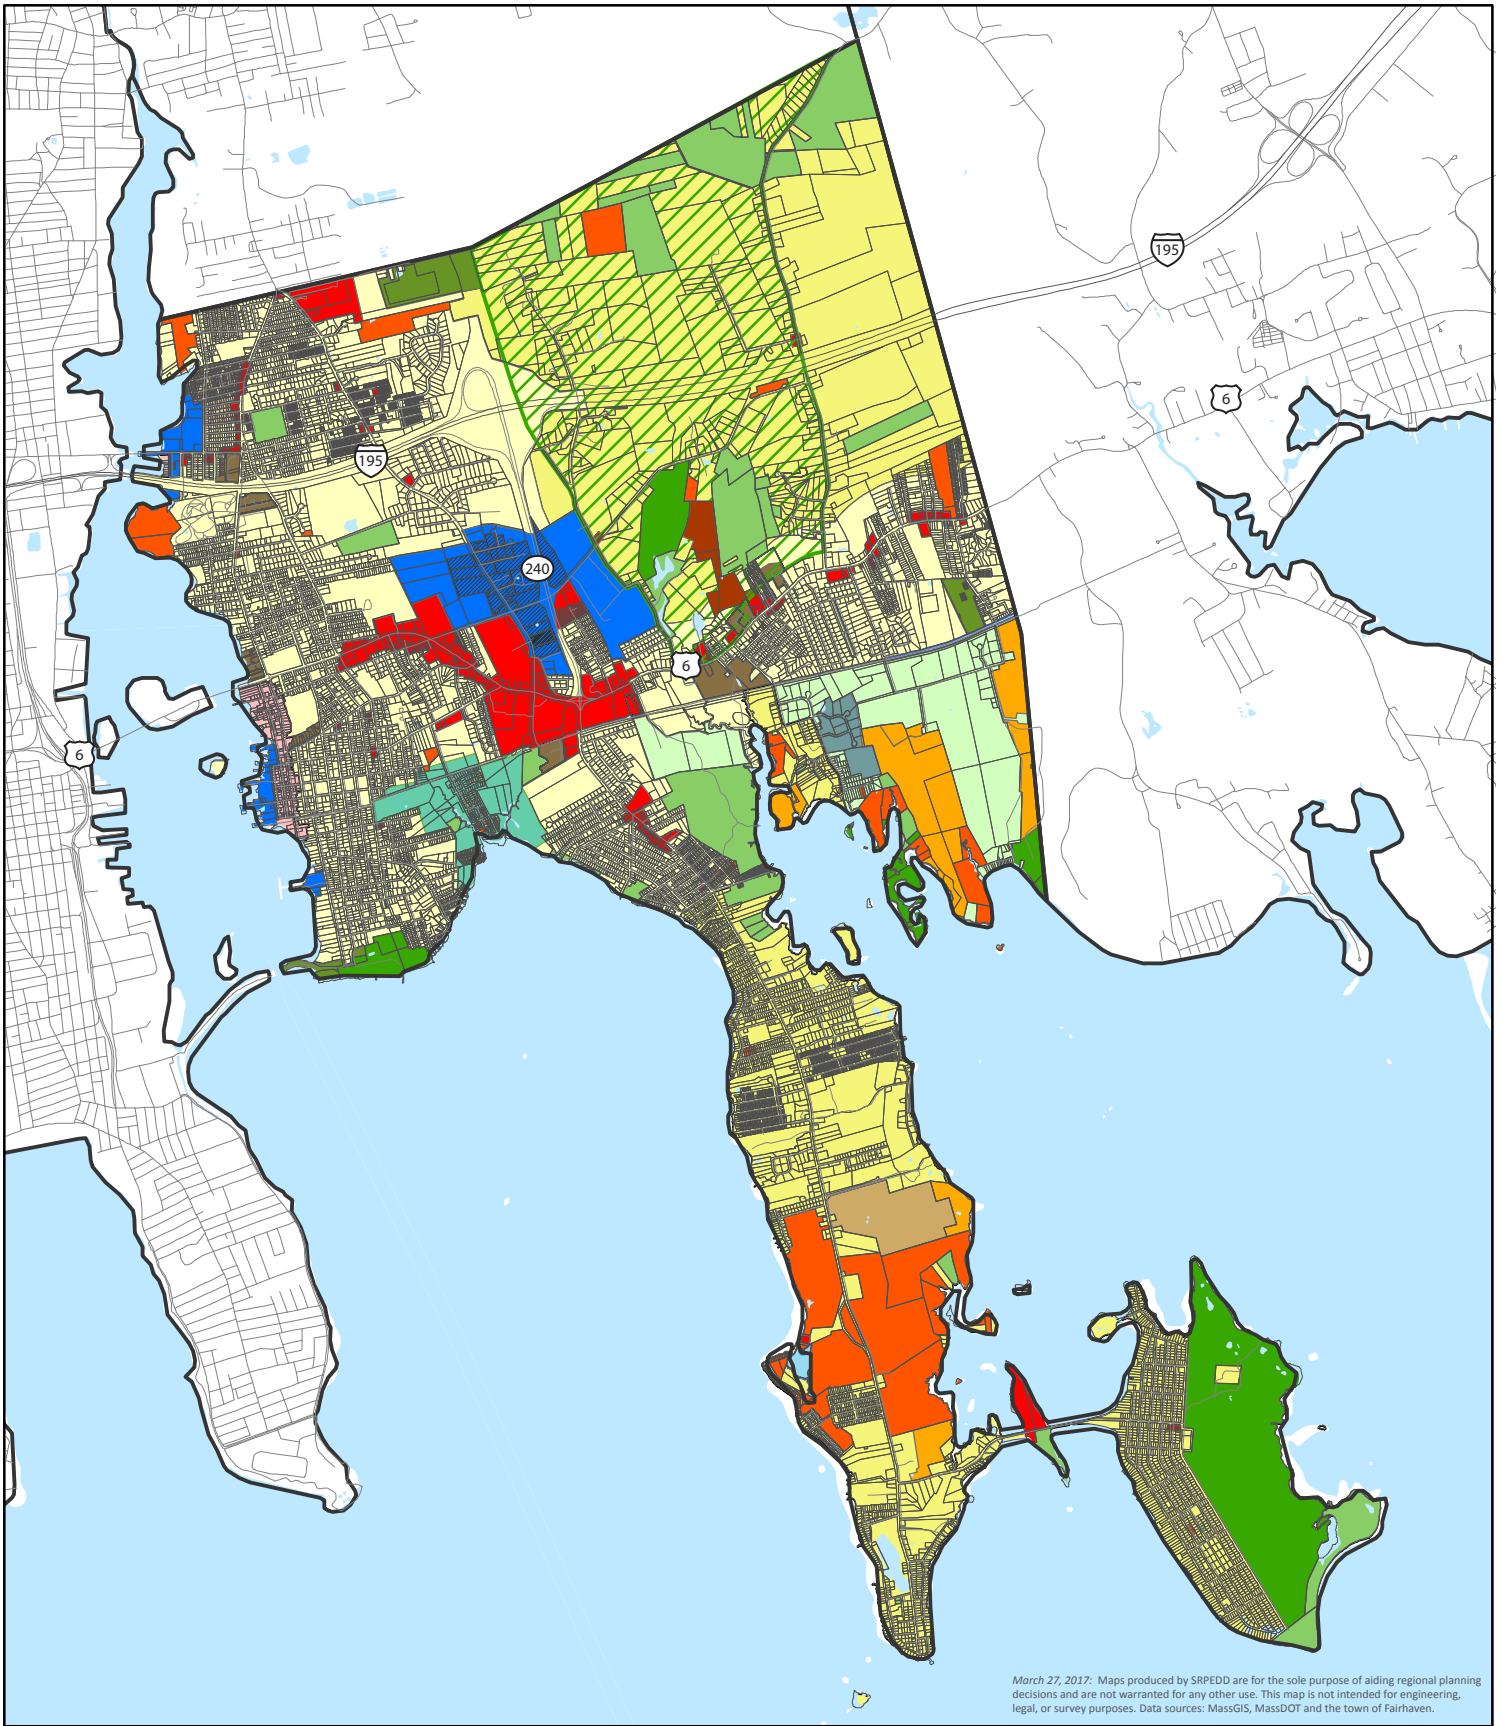 195
6
195
240
6
6
March 27, 2017: Maps produced by SRPEDD are for the sole purpose of aiding regional planning
decisions and are not warranted for any other use. This map is not intended for engineering,
legal, or survey purposes. Data sources: MassGIS, MassDOT and the town of Fairhaven.